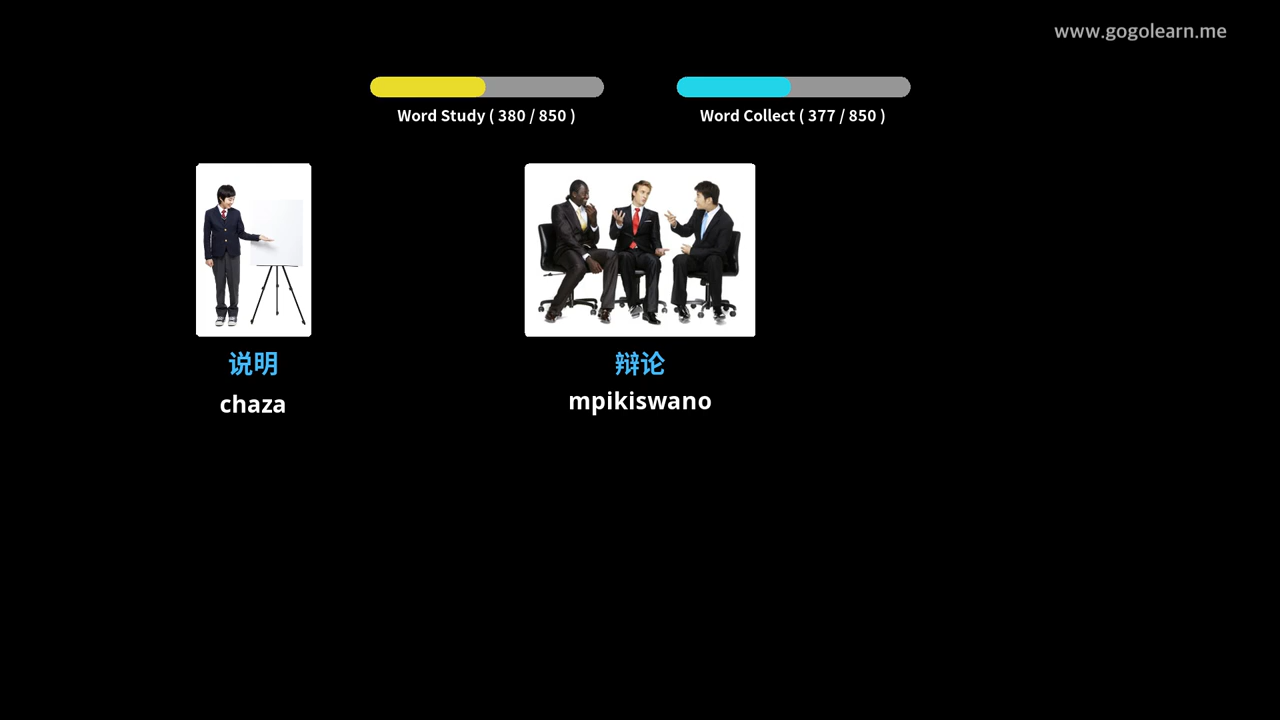 www.gogolearn.me
Word Study ( 380 / 850 )
Word Collect ( 377 / 850 )
说明
chaza
辩论
mpikiswano